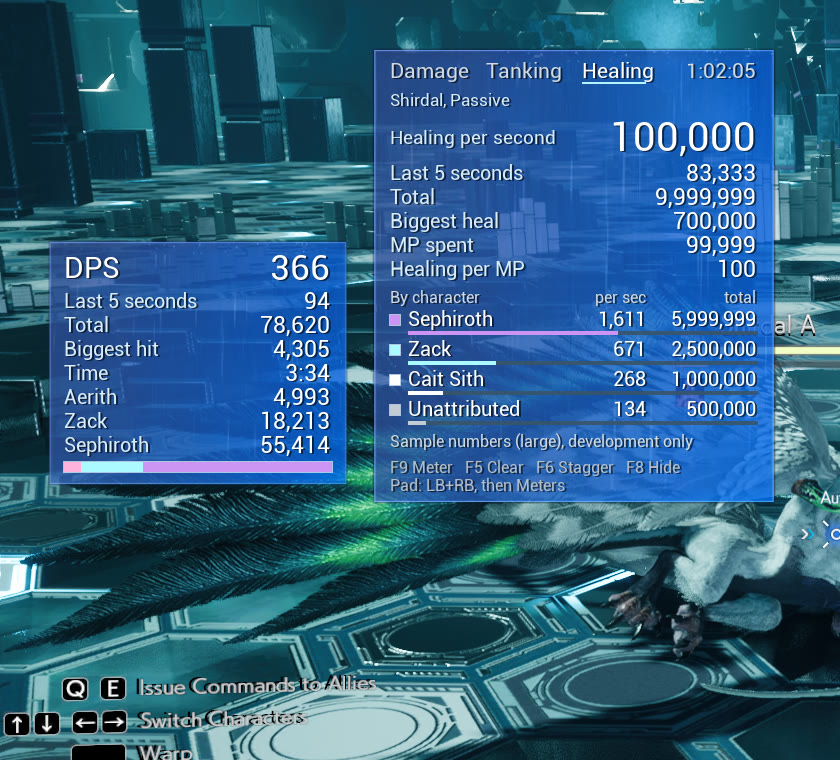 Damage Tanking Healing 1:02:05
Shirdal, Passive
Healing per second 100,000
Last 5 seconds 83,333
Total 9,999,999
Biggest heal 700,000
MP spent 99,999
Healing per MP 100
By character per sec total
Sephiroth 1,611 5,999,999
Zack 671 2,500,000
Cait Sith 268 1,000,000
Unattributed 134 500,000
Sample numbers (large), development only
F9 Meter F5 Clear F6 Stagger F8 Hide
Pad: LB+RB, then Meters
DPS 366
Last 5 seconds 94
Total 78,620
Biggest hit 4,305
Time 3:34
Aerith 4,993
Zack 18,213
Sephiroth 55,414
Q E Issue Commands to Allies
↑ ↓ ← → Switch Characters
Warp